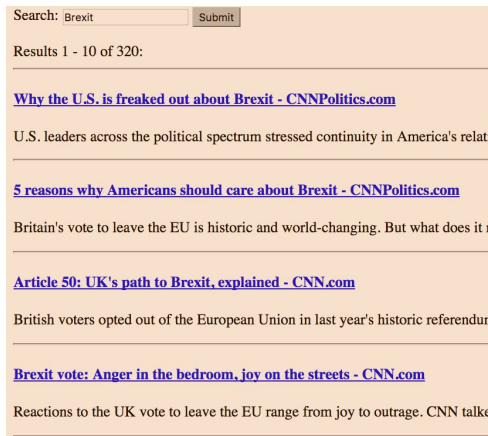 Search: Brexit Submit
Results 1 - 10 of 320:
Why the U.S. is freaked out about Brexit - CNNPolitics.com
U.S. leaders across the political spectrum stressed continuity in America's
5 reasons why Americans should care about Brexit - CNNPolitics.com
Britain's vote to leave the EU is historic and world-changing. But what does it
Article 50: UK's path to Brexit, explained - CNN.com
British voters opted out of the European Union in last year's historic
Brexit vote: Anger in the bedroom, joy on the streets - CNN.com
Reactions to the UK vote to leave the EU range from joy to outrage. CNN